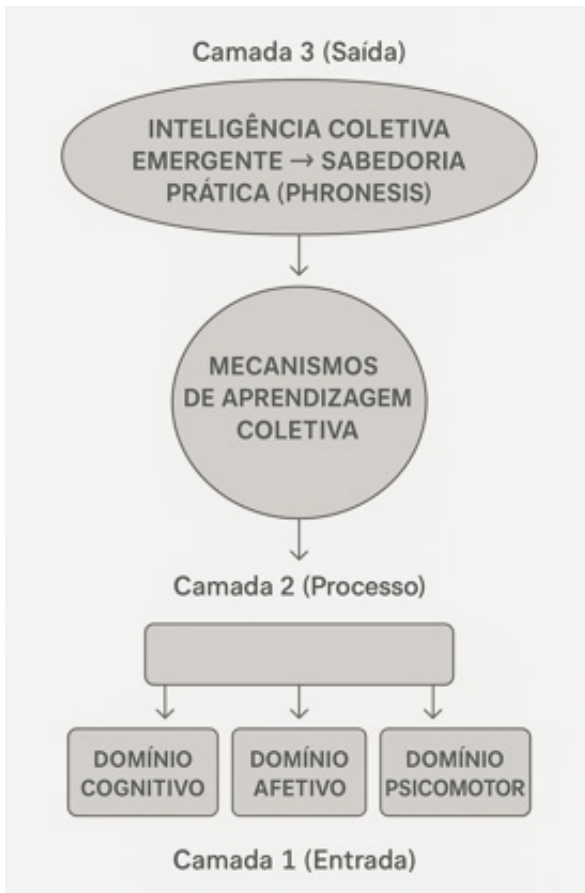 Camada 3 (Saída)
INTELIGÊNCIA COLETIVA
EMERGENTE → SABEDORIA
PRÁTICA (PHRONESIS)
MECANISMOS
DE APRENDIZAGEM
COLETIVA
Camada 2 (Processo)
DOMÍNIO
COGNITIVO
DOMÍNIO
AFETIVO
DOMÍNIO
PSICOMOTOR
Camada 1 (Entrada)